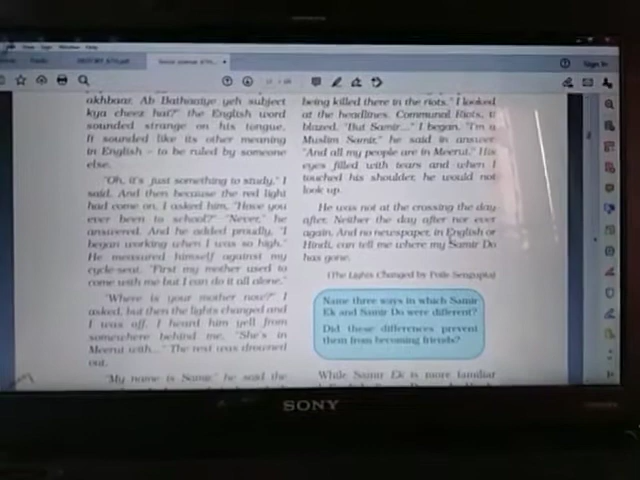 Sign In
akhbaar. Ab Bathaaiye yeh subject
kya cheez hai?" the English word
sounded strange on his tongue.
It sounded like its other meaning
in English – to be ruled by someone
else.
"Oh, it's just something to study," I
said. And then because the red light
had come on, I asked him, "Have you
ever been to school?" "Never," he
answered. And he added proudly, "I
began working when I was so high."
He measured himself against my
cycle-seat. "First my mother used to
come with me but I can do it all alone."
"Where is your mother now?" I
asked, but then the lights changed and
I was off. I heard him yell from
somewhere behind me, "She's in
Meerut with..." The rest was drowned
out.
"My name is Samir," he said the
being killed there in the riots." I looked
at the headlines. Communal Riots, it
blazed. "But Samir..." I began. "I'm a
Muslim Samir," he said in answer.
"And all my people are in Meerut." His
eyes filled with tears and when I
touched his shoulder, he would not
look up.
He was not at the crossing the day
after. Neither the day after nor ever
again. And no newspaper, in English or
Hindi, can tell me where my Samir Do
has gone.
(The Lights Changed by Poile Sengupta)
Name three ways in which Samir
Ek and Samir Do were different?
Did these differences prevent
them from becoming friends?
While Samir Ek is more familiar
SONY